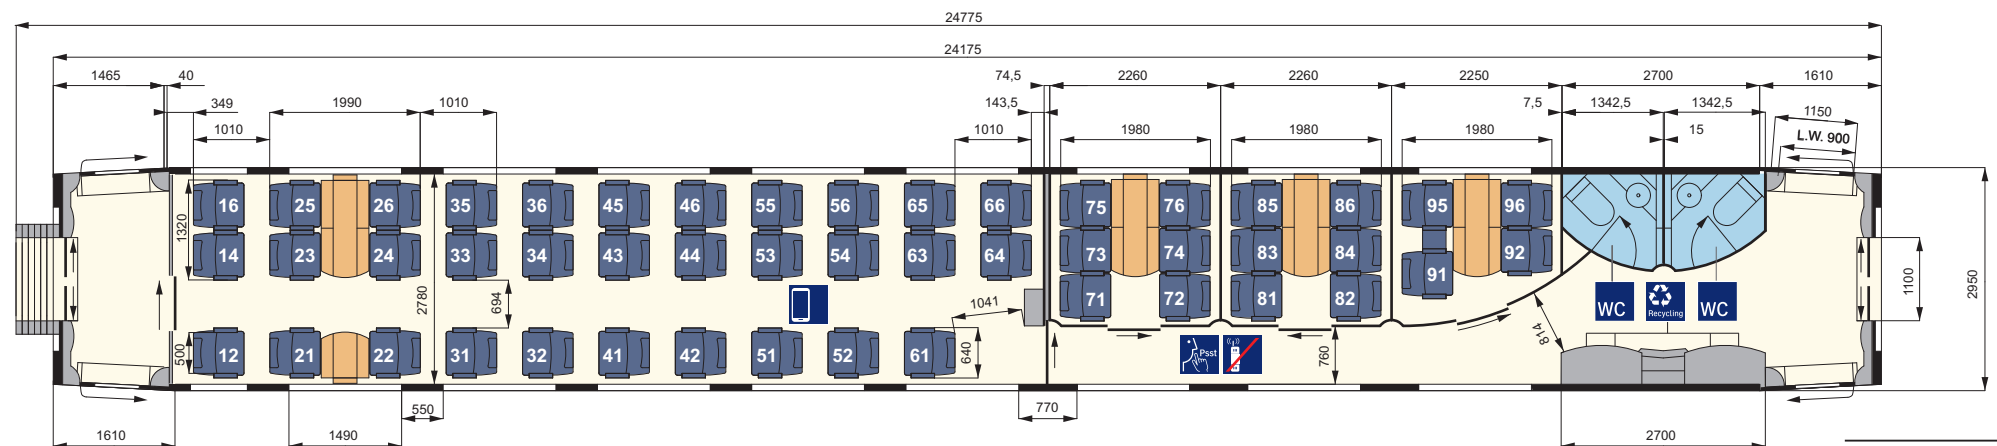 24775
24175
1465 40 74,5 2260 2260 2250 2700 1610
349 1990 1010 143,5 7,5 1342,5 1342,5 1150
1010 1010 1980 1980 1980 15 L.W. 900
16 25 26 35 36 45 46 55 56 65 66 75 76 85 86 95 96
1320
14 23 24 33 34 43 44 53 54 63 64 73 74 83 84 91 92
2780 694 1041 71 72 81 82 1100 2950
WC Recycling WC
500 12 21 22 31 32 41 42 51 52 61 640 Psst 760 814
550 770
1610 1490 2700